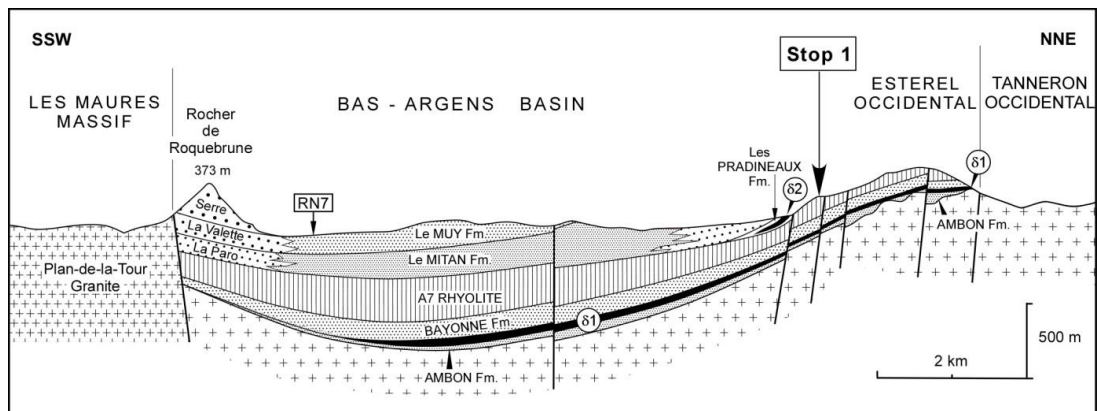 SSW
NNE
Stop 1
LES MAURES
MASSIF
Rocher
de
Roquebrune
373 m
BAS - ARGENS BASIN
ESTEREL
OCCIDENTAL
TANNERON
OCCIDENTAL
Les
PRADINEAUX
Fm.
δ2
δ1
RN7
Serre
La Valette
La Paro
Le MUY Fm.
Le MITAN Fm.
AMBON Fm.
Plan-de-la-Tour
Granite
A7 RHYOLITE
BAYONNE Fm
δ1
AMBON Fm.
2 km
500 m